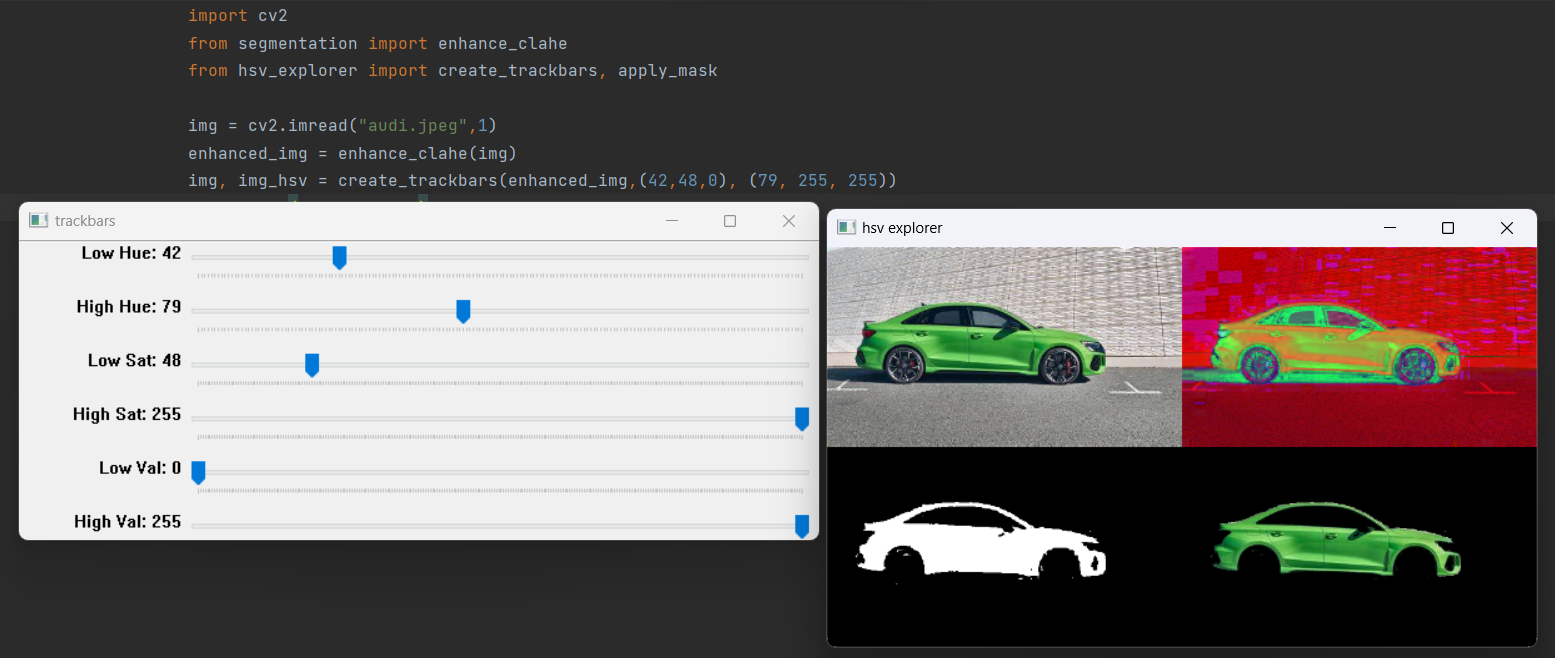 import cv2
from segmentation import enhance_clahe
from hsv_explorer import create_trackbars, apply_mask
img = cv2.imread("audi.jpeg",1)
enhanced_img = enhance_clahe(img)
img, img_hsv = create_trackbars(enhanced_img,(42,48,0), (79, 255, 255))
trackbars
Low Hue: 42
High Hue: 79
Low Sat: 48
High Sat: 255
Low Val: 0
High Val: 255
hsv explorer